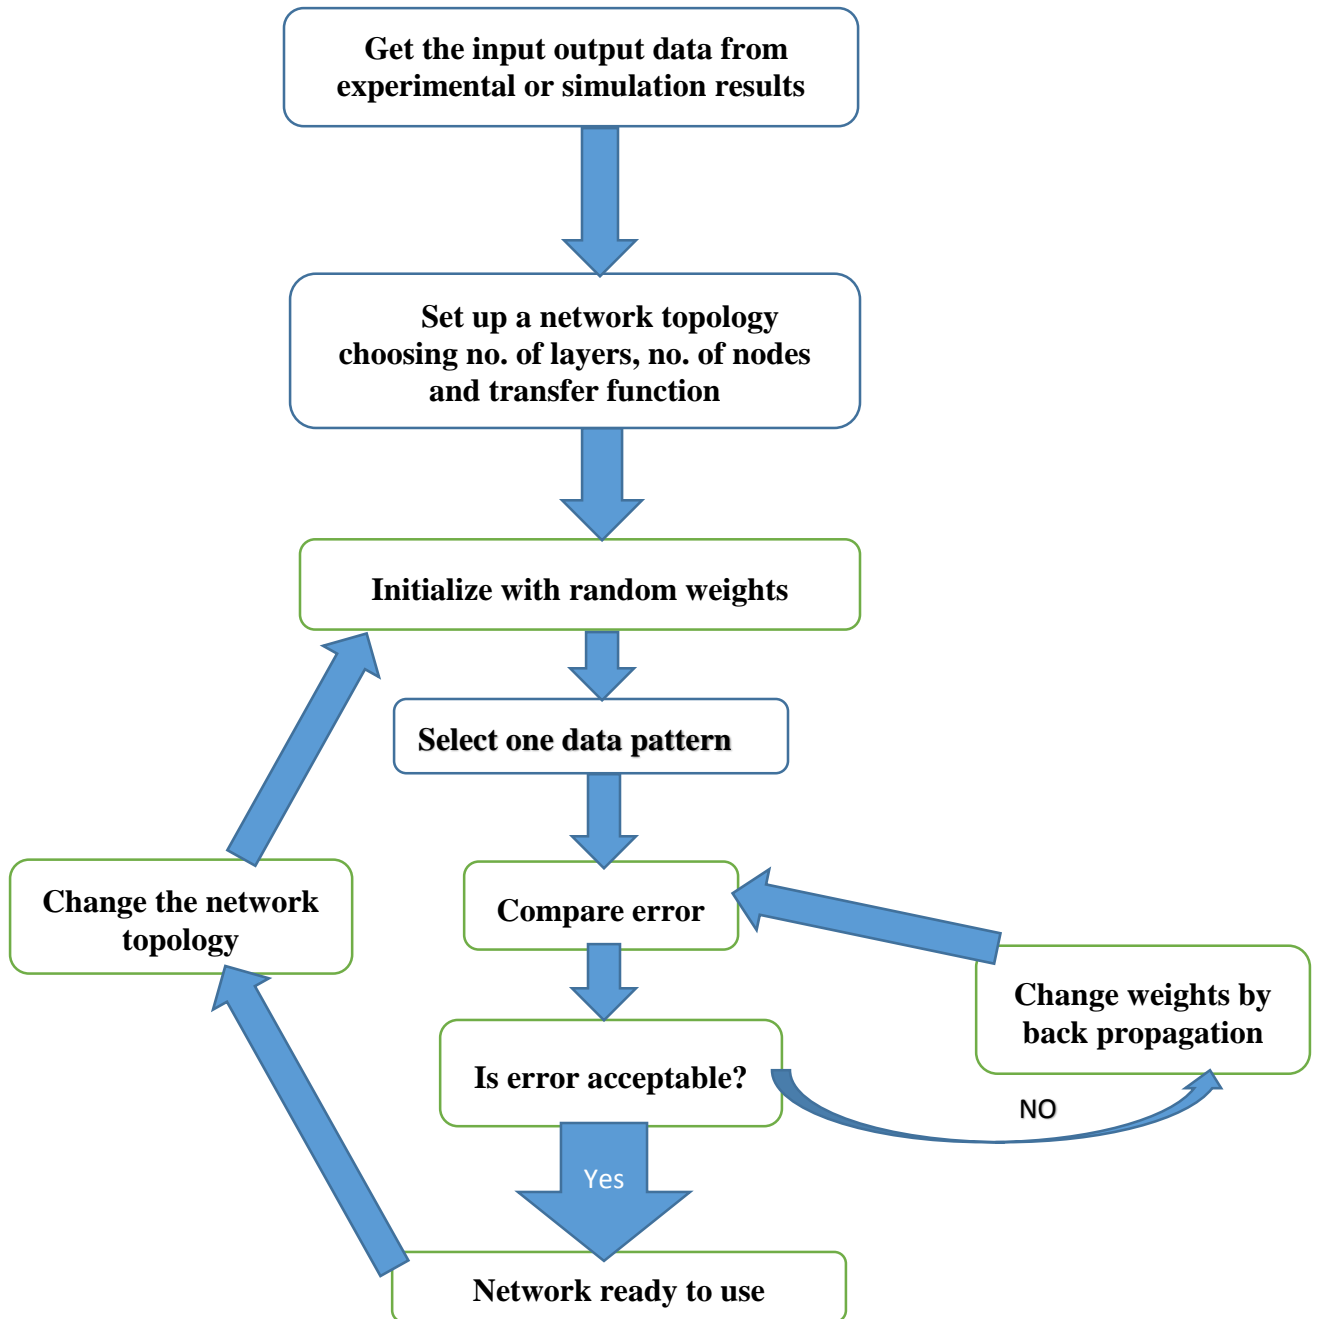 Get the input output data from
experimental or simulation results
Set up a network topology
choosing no. of layers, no. of nodes
and transfer function
Initialize with random weights
Select one data pattern
Change the network
topology
Compare error
Change weights by
back propagation
Is error acceptable?
NO
Yes
Network ready to use